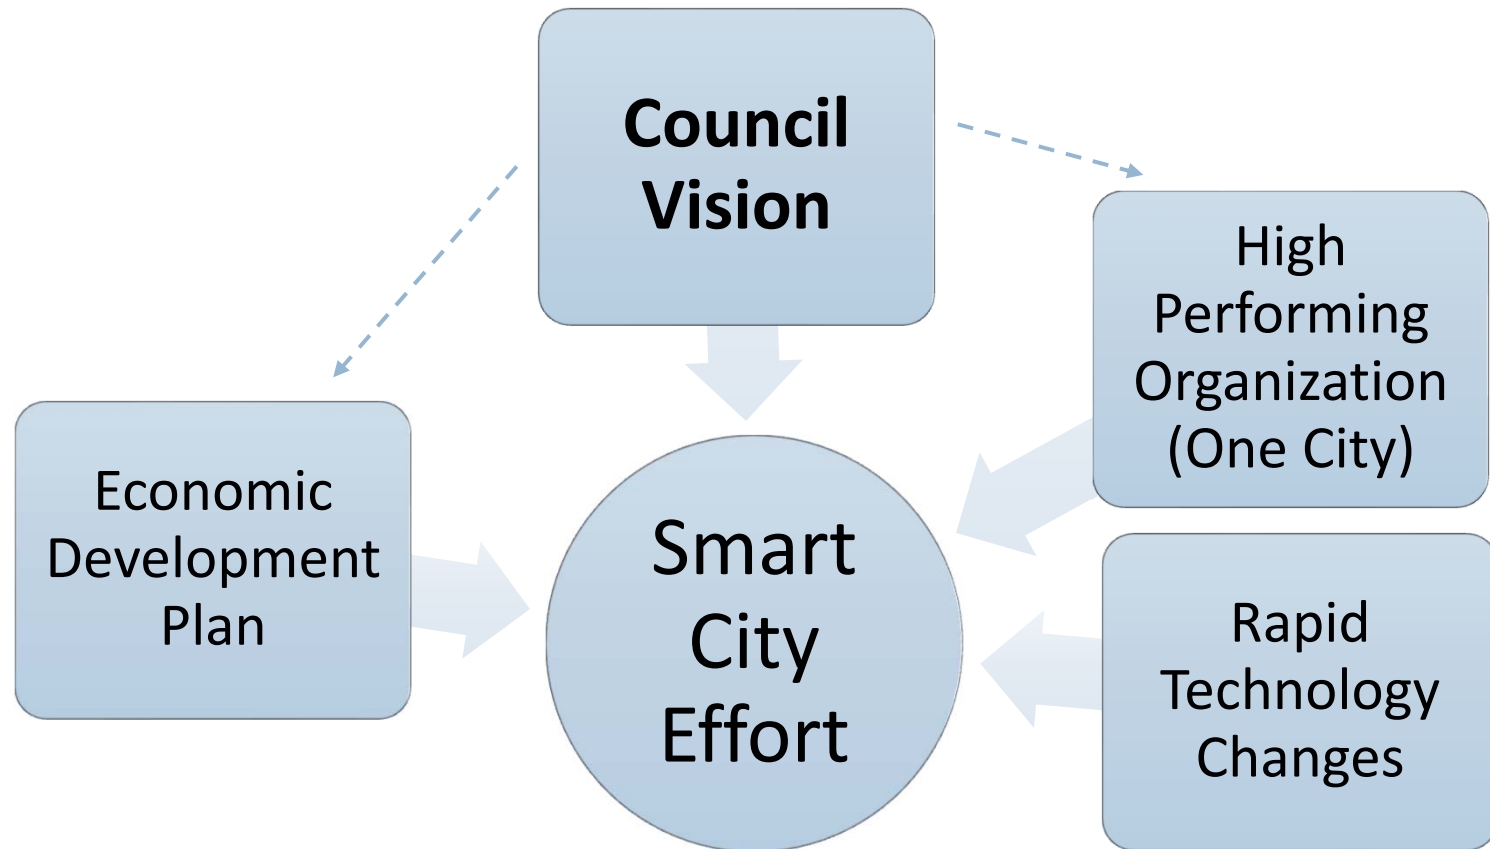 Council
Vision
High
Performing
Organization
(One City)
Economic
Development
Plan
Smart
City
Effort
Rapid
Technology
Changes